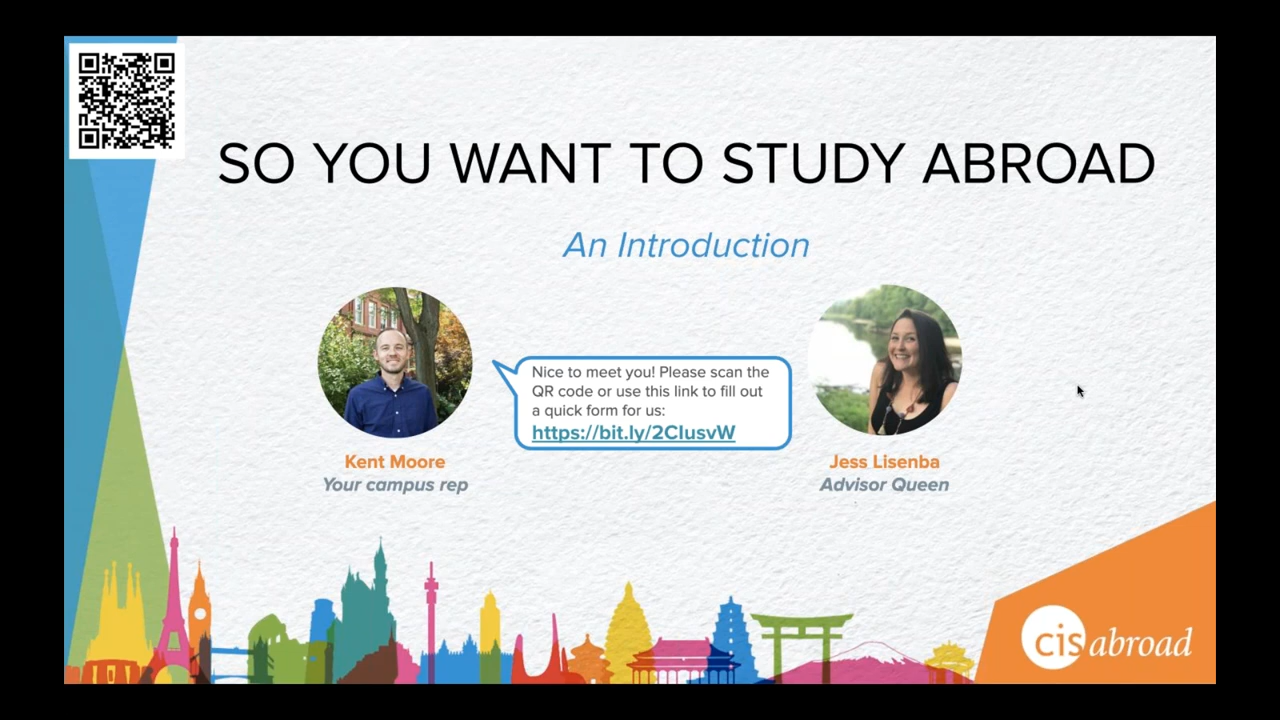 SO YOU WANT TO STUDY ABROAD
An Introduction
Nice to meet you! Please scan the
QR code or use this link to fill out
a quick form for us:
https://bit.ly/2CIusvW
Kent Moore
Your campus rep
Jess Lisenba
Advisor Queen
cis abroad